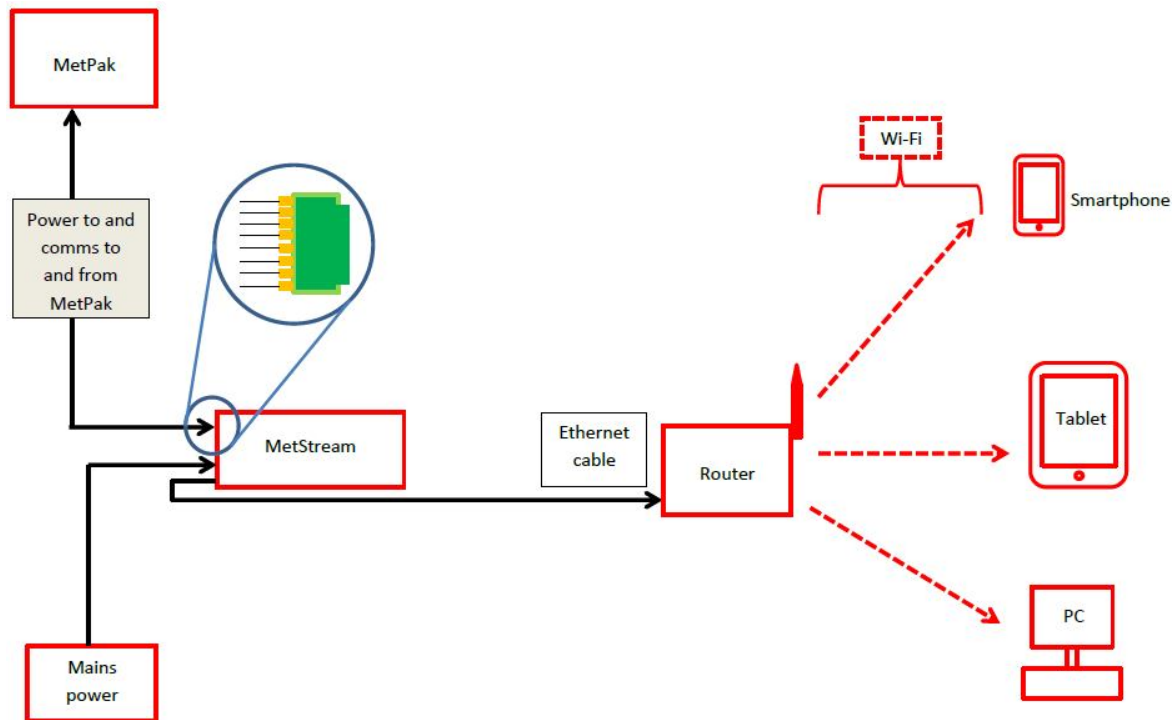 MetPak
Wi-Fi
Smartphone
Power to and
comms to
and from
MetPak
MetStream
Ethernet
cable
Router
Tablet
PC
Mains
power